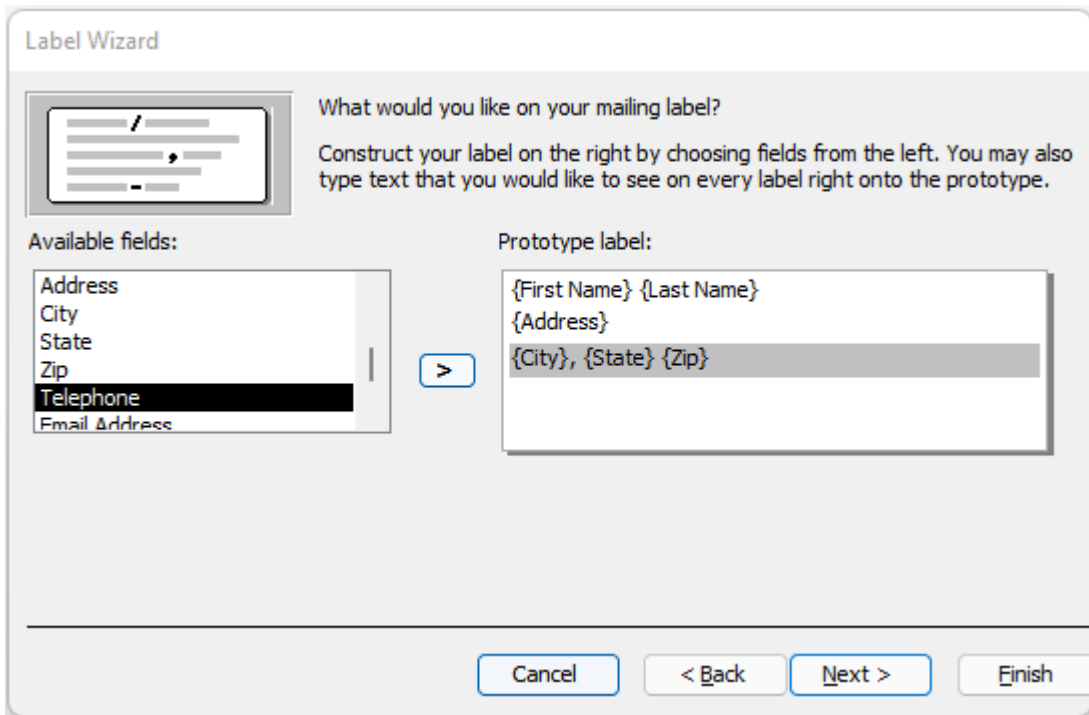 Label Wizard
What would you like on your mailing label?
Construct your label on the right by choosing fields from the left. You may also
type text that you would like to see on every label right onto the prototype.
Available fields:
Prototype label:
Address
City
State
Zip
Telephone
Email Address
>
{First Name} {Last Name}
{Address}
{City}, {State} {Zip}
Cancel
< Back
Next >
Finish